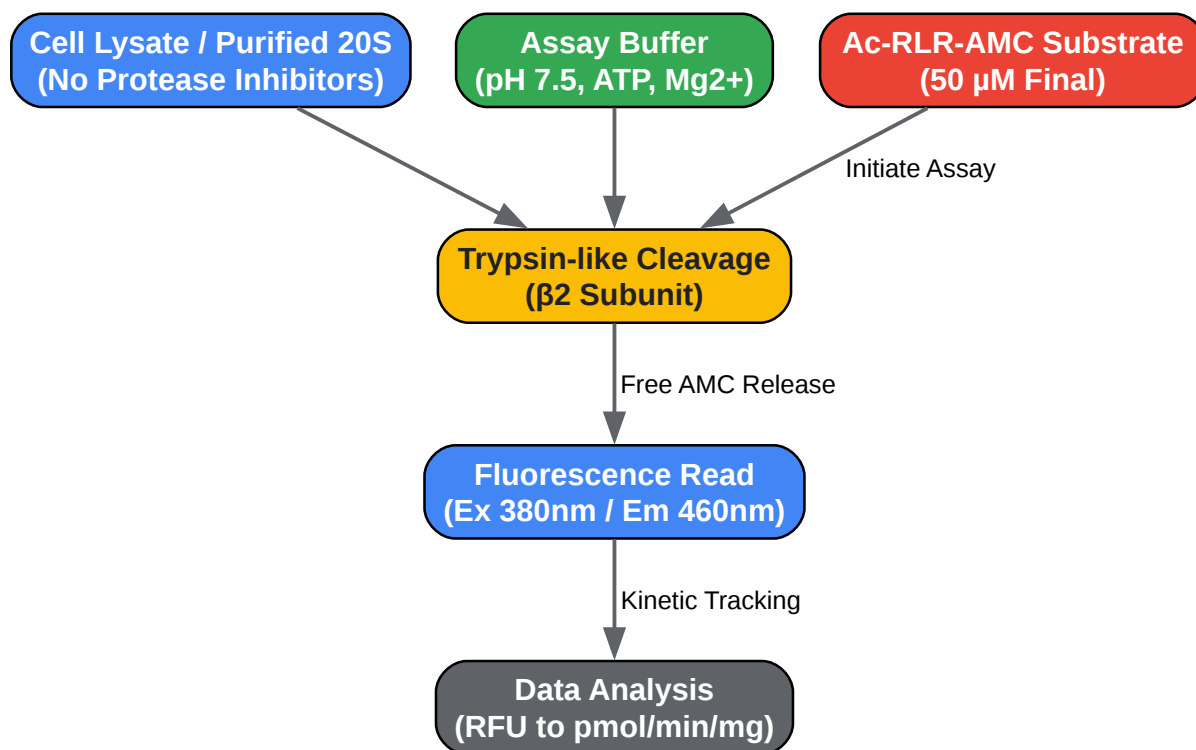 Cell Lysate / Purified 20S
(No Protease Inhibitors)
Assay Buffer
(pH 7.5, ATP, Mg2+)
Ac-RLR-AMC Substrate
(50 µM Final)
Initiate Assay
Trypsin-like Cleavage
(β2 Subunit)
Free AMC Release
Fluorescence Read
(Ex 380nm / Em 460nm)
Kinetic Tracking
Data Analysis
(RFU to pmol/min/mg)